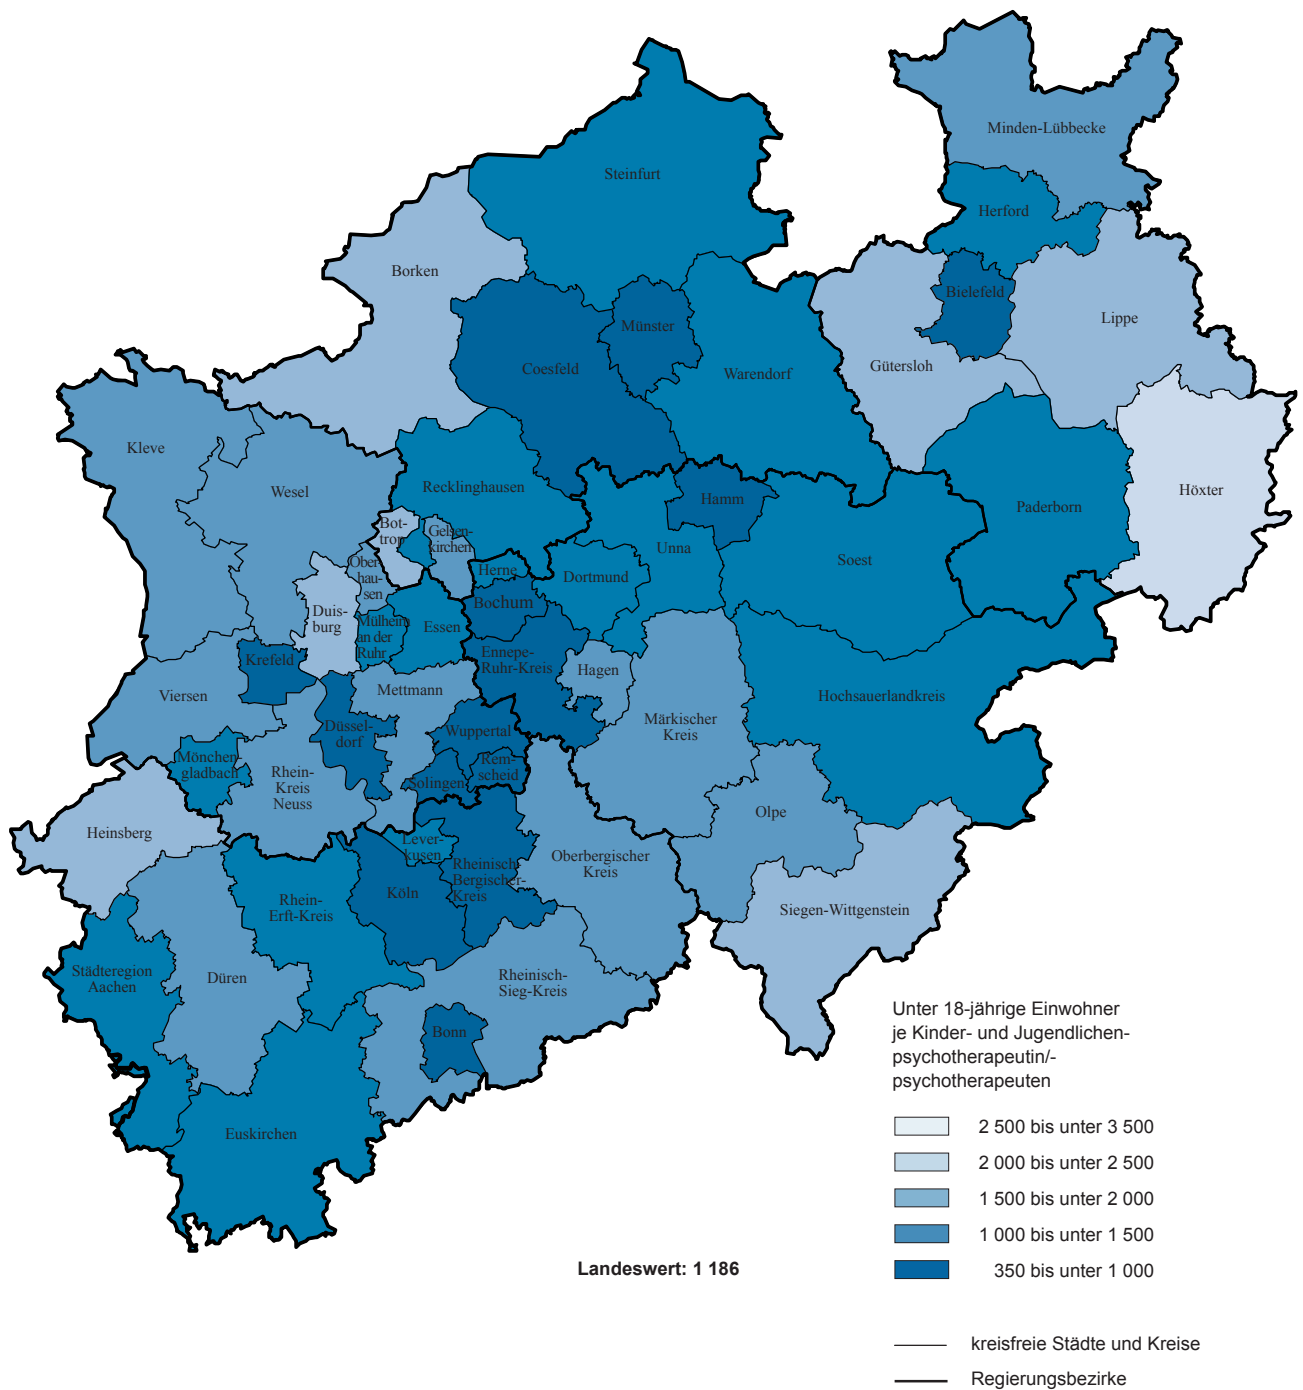 Minden-Lübbecke
Steinfurt
Herford
Borken
Bielefeld
Lippe
Münster
Coesfeld
Warendorf
Gütersloh
Kleve
Wesel
Recklinghausen
Hamm
Höxter
Paderborn
Bot-
trop
Gelsen-
kirchen
Unna
Soest
Ober-
hau-
sen
Herne
Dortmund
Duis-
burg
Bochum
Mülheim
an der
Ruhr
Essen
Krefeld
Ennepe-
Ruhr-Kreis
Hagen
Viersen
Mettmann
Hochsauerlandkreis
Märkischer
Kreis
Düssel-
dorf
Wuppertal
Mönchen-
gladbach
Rhein-
Kreis
Neuss
Solingen
Rem-
scheid
Olpe
Heinsberg
Lever-
kusen
Rheinisch-
Bergischer-
Kreis
Oberbergischer
Kreis
Rhein-
Erft-Kreis
Köln
Siegen-Wittgenstein
Städteregion
Aachen
Düren
Rheinisch-
Sieg-Kreis
Bonn
Euskirchen
Unter 18-jährige Einwohner
je Kinder- und Jugendlichen-
psychotherapeutin/-
psychotherapeuten
2 500 bis unter 3 500
2 000 bis unter 2 500
1 500 bis unter 2 000
1 000 bis unter 1 500
350 bis unter 1 000
Landeswert: 1 186
kreisfreie Städte und Kreise
Regierungsbezirke